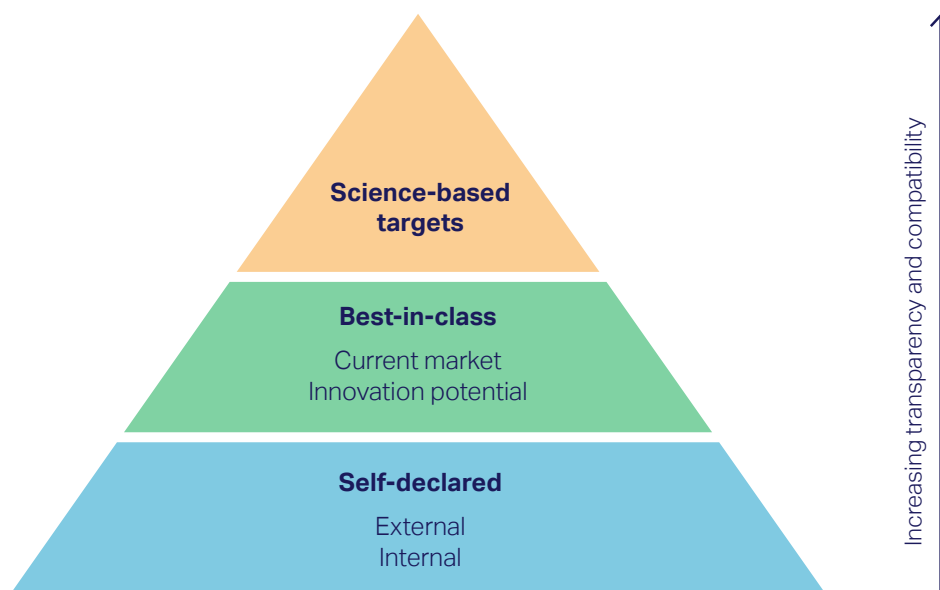 Science-based
targets
Best-in-class
Current market
Innovation potential
Self-declared
External
Internal
Increasing transparency and compatibility